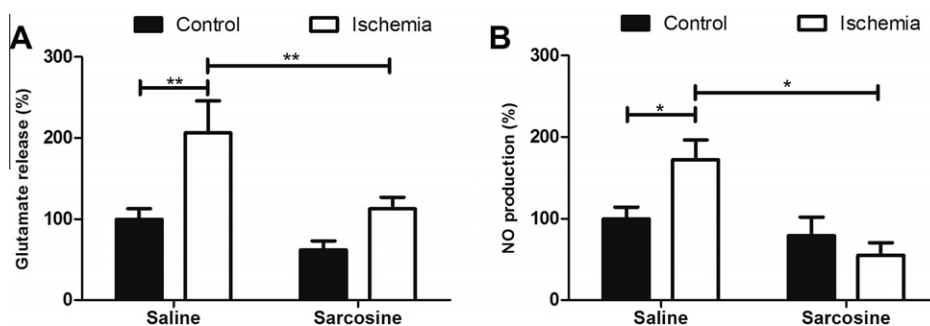 A
Control
Ischemia
Glutamate release (%)
300
200
100
0
**
**
Saline
Sarcosine
B
Control
Ischemia
NO production (%)
300
200
100
0
*
*
Saline
Sarcosine